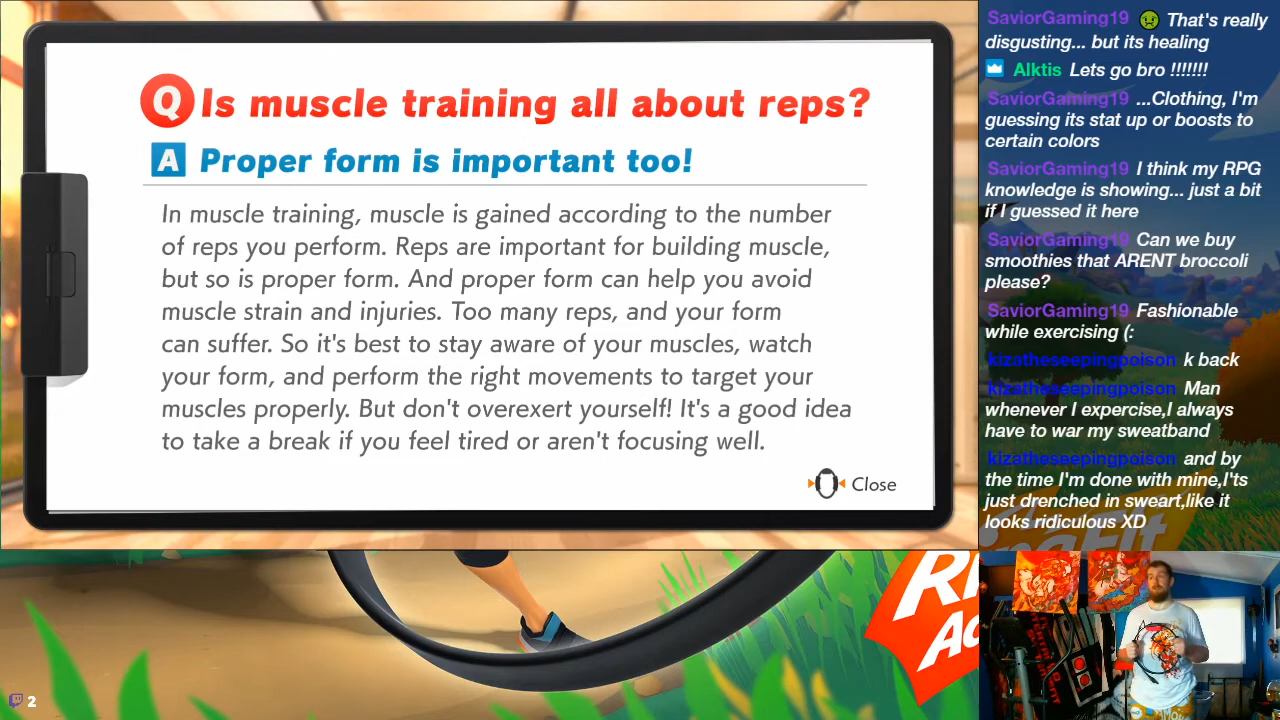 Q Is muscle training all about reps?
A Proper form is important too!
In muscle training, muscle is gained according to the number
of reps you perform. Reps are important for building muscle,
but so is proper form. And proper form can help you avoid
muscle strain and injuries. Too many reps, and your form
can suffer. So it's best to stay aware of your muscles, watch
your form, and perform the right movements to target your
muscles properly. But don't overexert yourself! It's a good idea
to take a break if you feel tired or aren't focusing well.
Close
SaviorGaming19 That's really
disgusting... but its healing
Alktis Lets go bro !!!!!!!
SaviorGaming19 ...Clothing, I'm
guessing its stat up or boosts to
certain colors
SaviorGaming19 I think my RPG
knowledge is showing... just a bit
if I guessed it here
SaviorGaming19 Can we buy
smoothies that ARENT broccoli
please?
SaviorGaming19 Fashionable
while exercising (:
kizatheseepingpoison k back
kizatheseepingpoison Man
whenever I expercise,I always
have to war my sweatband
kizatheseepingpoison and by
the time I'm done with mine,I'ts
just drenched in sweart,like it
looks ridiculous XD
2